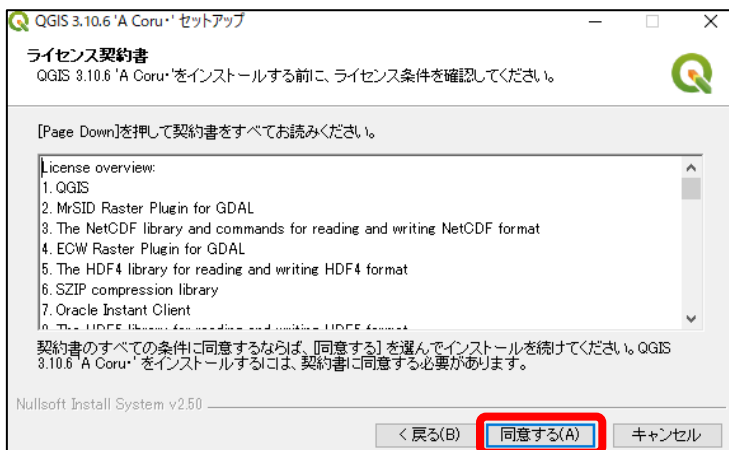 QGIS 3.10.6 'A Coru・' セットアップ
ライセンス契約書
QGIS 3.10.6 'A Coru・'をインストールする前に、ライセンス条件を確認してください。
[Page Down]を押して契約書をすべてお読みください。
License overview:
1. QGIS
2. MrSID Raster Plugin for GDAL
3. The NetCDF library and commands for reading and writing NetCDF format
4. ECW Raster Plugin for GDAL
5. The HDF4 library for reading and writing HDF4 format
6. SZIP compression library
7. Oracle Instant Client
8. The HDF5 library for reading and writing HDF5 format
契約書のすべての条件に同意するならば、[同意する] を選んでインストールを続けてください。QGIS
3.10.6 'A Coru・' をインストールするには、契約書に同意する必要があります。
Nullsoft Install System v2.50
< 戻る(B)
同意する(A)
キャンセル